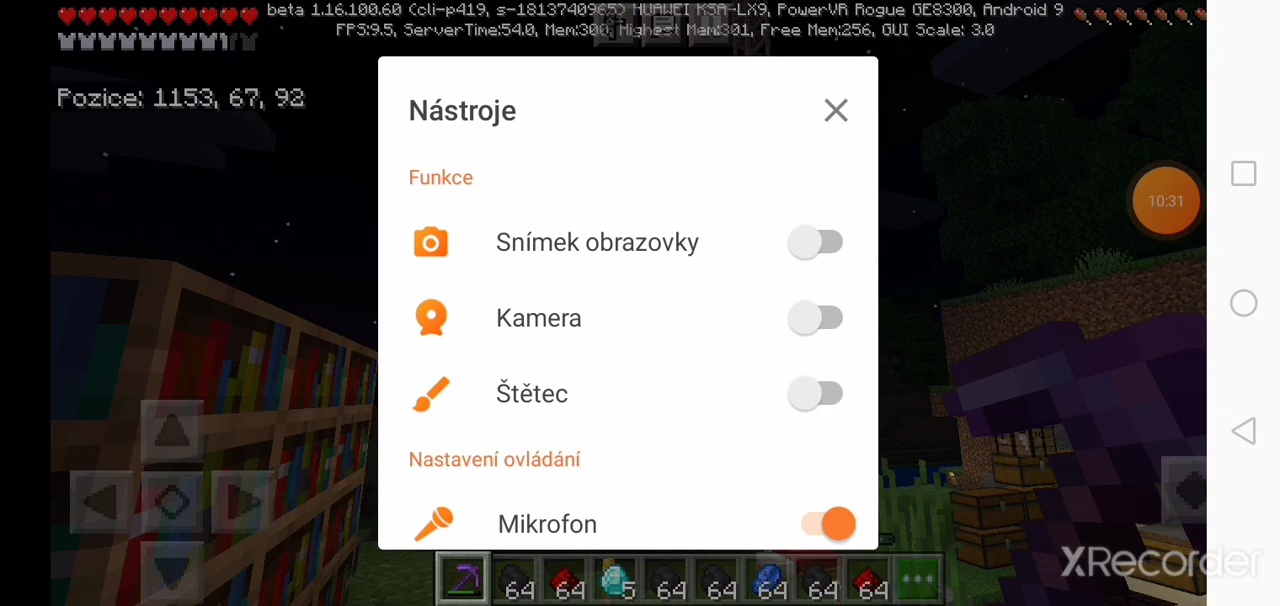 beta 1.16.100.60 (cli-p419, s-1813740965) HUAWEI KSA-LX9, PowerVR Rogue GE8300, Android 9
FPS:9.5, ServerTime:54.0, Mem:300, Highest Mem:301, Free Mem:256, GUI Scale: 3.0
Pozice: 1153, 67, 92
Nástroje
Funkce
10:31
Snímek obrazovky
Kamera
Štětec
Nastavení ovládání
Mikrofon
XRecorder
64 64 5 64 64 64 64 64